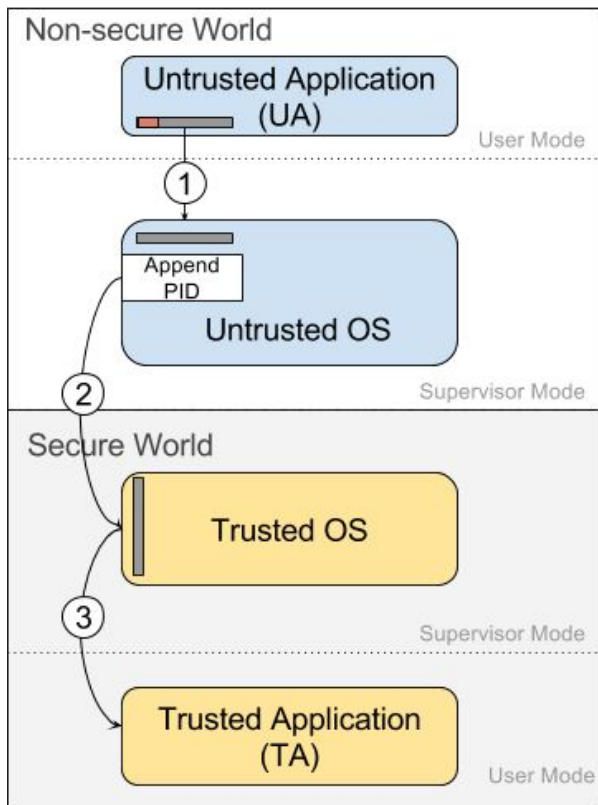 Non-secure World
Untrusted Application
(UA)
User Mode
1
Append
PID
Untrusted OS
2
Supervisor Mode
Secure World
Trusted OS
3
Supervisor Mode
Trusted Application
(TA)
User Mode